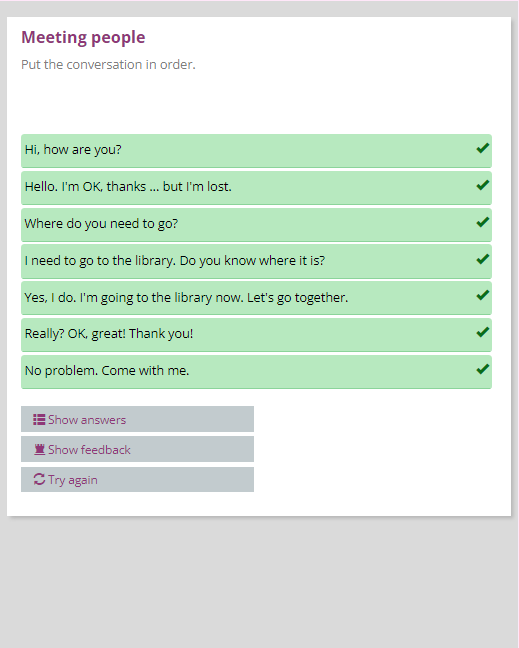 Meeting people
Put the conversation in order.
Hi, how are you?
Hello. I'm OK, thanks ... but I'm lost.
Where do you need to go?
I need to go to the library. Do you know where it is?
Yes, I do. I'm going to the library now. Let's go together.
Really? OK, great! Thank you!
No problem. Come with me.
Show answers
Show feedback
Try again